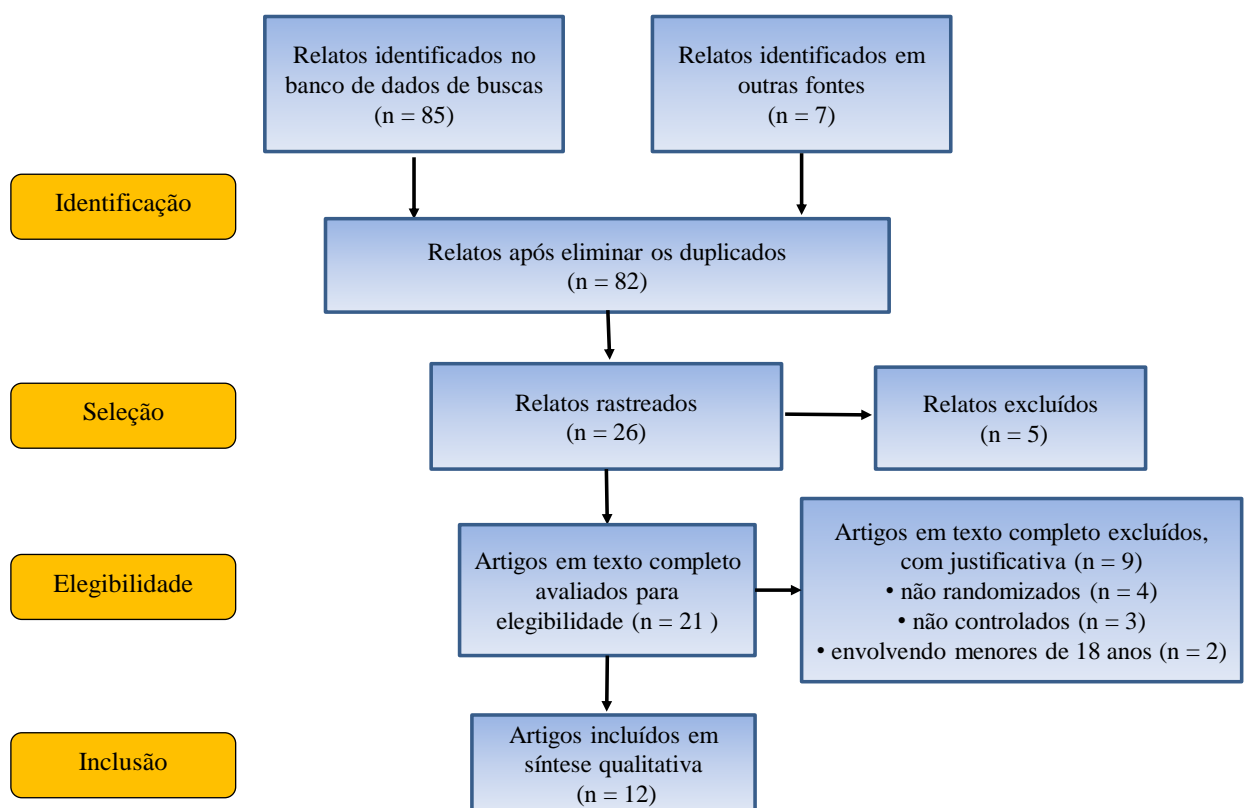 Relatos identificados no
banco de dados de buscas
(n = 85)
Relatos identificados em
outras fontes
(n = 7)
Identificação
Relatos após eliminar os duplicados
(n = 82)
Seleção
Relatos rastreados
(n = 26)
Relatos excluídos
(n = 5)
Elegibilidade
Artigos em texto completo
avaliados para
elegibilidade (n = 21 )
Artigos em texto completo excluídos,
com justificativa (n = 9)
• não randomizados (n = 4)
• não controlados (n = 3)
• envolvendo menores de 18 anos (n = 2)
Inclusão
Artigos incluídos em
síntese qualitativa
(n = 12)